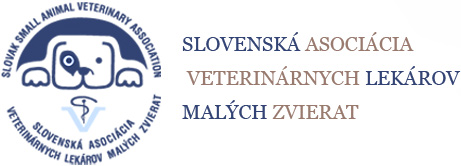 SLOVAK SMALL ANIMAL VETERINARY ASSOCIATION
SLOVENSKÁ ASOCIÁCIA
VETERINÁRNYCH LEKÁROV MALÝCH ZVIERAT
SLOVENSKÁ ASOCIÁCIA
VETERINÁRNYCH LEKÁROV
MALÝCH ZVIERAT